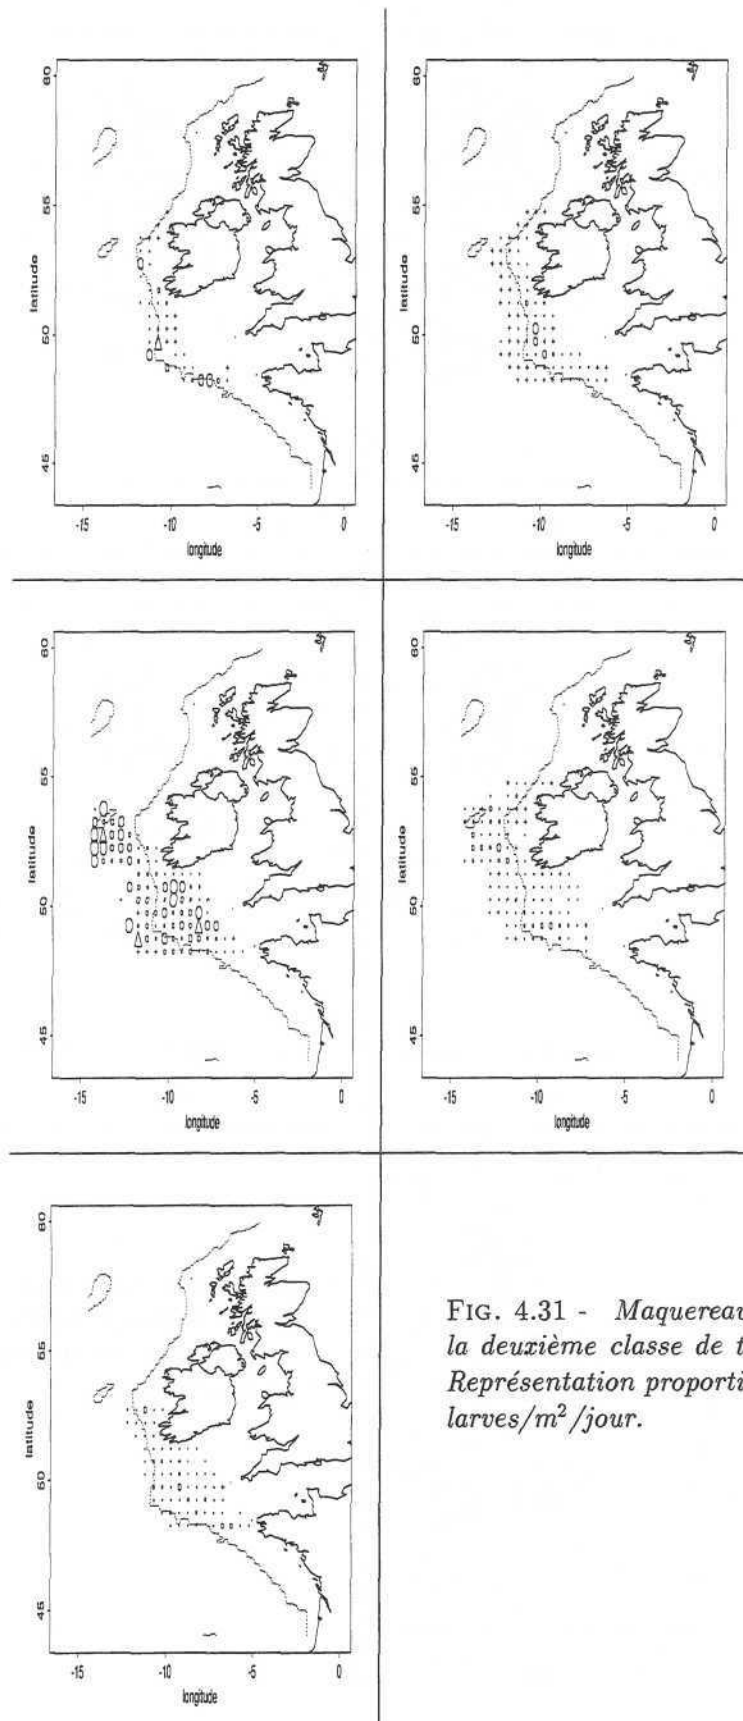 60
55
50
45
latitude
-15
-10
-5
0
longitude
60
55
50
45
latitude
-15
-10
-5
0
longitude
60
55
50
45
latitude
-15
-10
-5
0
longitude
60
55
50
45
latitude
-15
-10
-5
0
longitude
60
55
50
45
latitude
-15
-10
-5
0
longitude
FIG. 4.31 - Maquereau
la deuxième classe de t
Représentation proporti
larves/m²/jour.